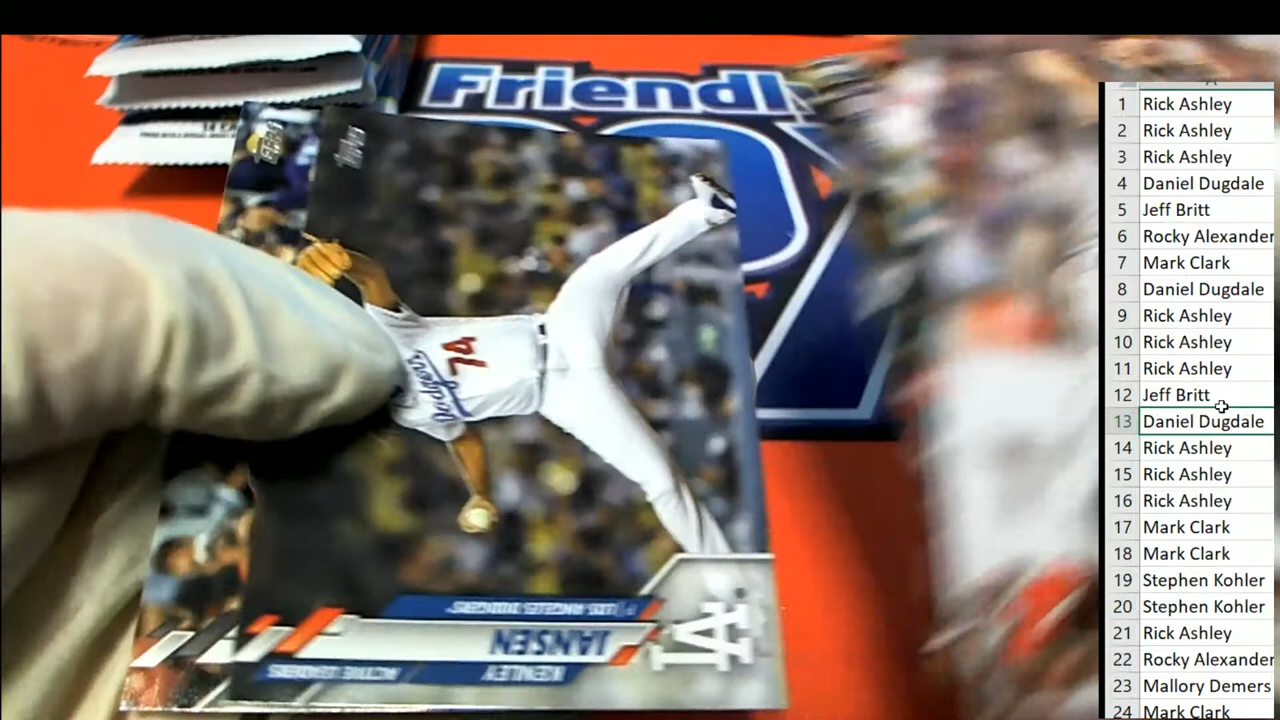 Friendl
topps
Dodgers
74
P | LOS ANGELES DODGERS
JANSEN
KENLEY
ACTIVE LEADERS
LA
A
1 Rick Ashley
2 Rick Ashley
3 Rick Ashley
4 Daniel Dugdale
5 Jeff Britt
6 Rocky Alexander
7 Mark Clark
8 Daniel Dugdale
9 Rick Ashley
10 Rick Ashley
11 Rick Ashley
12 Jeff Britt
13 Daniel Dugdale
14 Rick Ashley
15 Rick Ashley
16 Rick Ashley
17 Mark Clark
18 Mark Clark
19 Stephen Kohler
20 Stephen Kohler
21 Rick Ashley
22 Rocky Alexander
23 Mallory Demers
24 Mark Clark